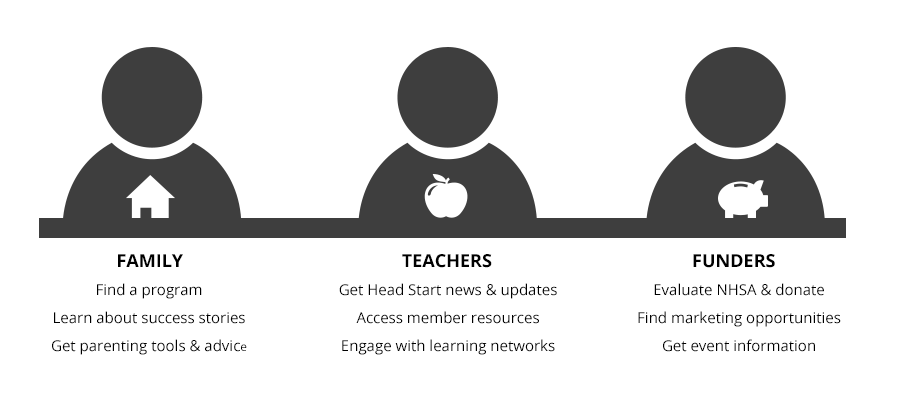 FAMILY
Find a program
Learn about success stories
Get parenting tools & advice
TEACHERS
Get Head Start news & updates
Access member resources
Engage with learning networks
FUNDERS
Evaluate NHSA & donate
Find marketing opportunities
Get event information